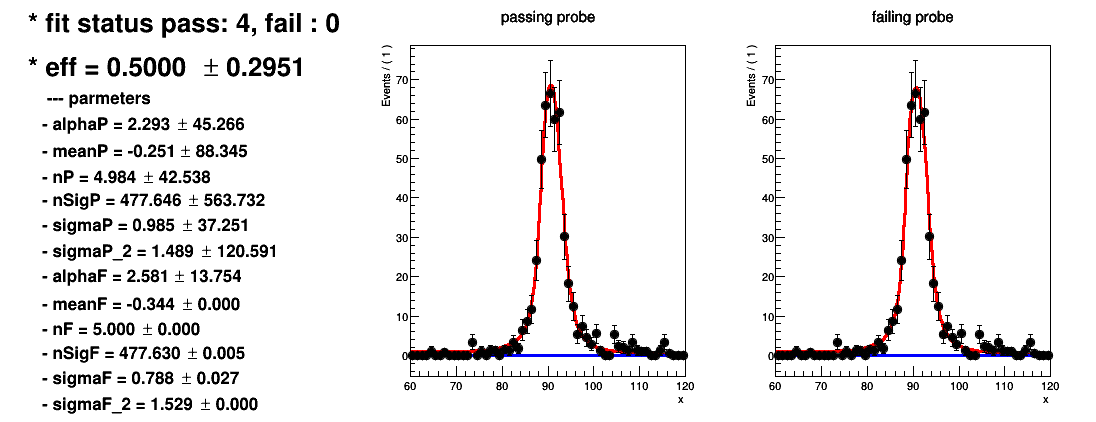 * fit status pass: 4, fail : 0
* eff = 0.5000 ± 0.2951
--- parmeters
- alphaP = 2.293 ± 45.266
- meanP = -0.251 ± 88.345
- nP = 4.984 ± 42.538
- nSigP = 477.646 ± 563.732
- sigmaP = 0.985 ± 37.251
- sigmaP_2 = 1.489 ± 120.591
- alphaF = 2.581 ± 13.754
- meanF = -0.344 ± 0.000
- nF = 5.000 ± 0.000
- nSigF = 477.630 ± 0.005
- sigmaF = 0.788 ± 0.027
- sigmaF_2 = 1.529 ± 0.000
passing probe
Events / ( 1 )
70
60
50
40
30
20
10
0
60 70 80 90 100 110 120
x
failing probe
Events / ( 1 )
70
60
50
40
30
20
10
0
60 70 80 90 100 110 120
x